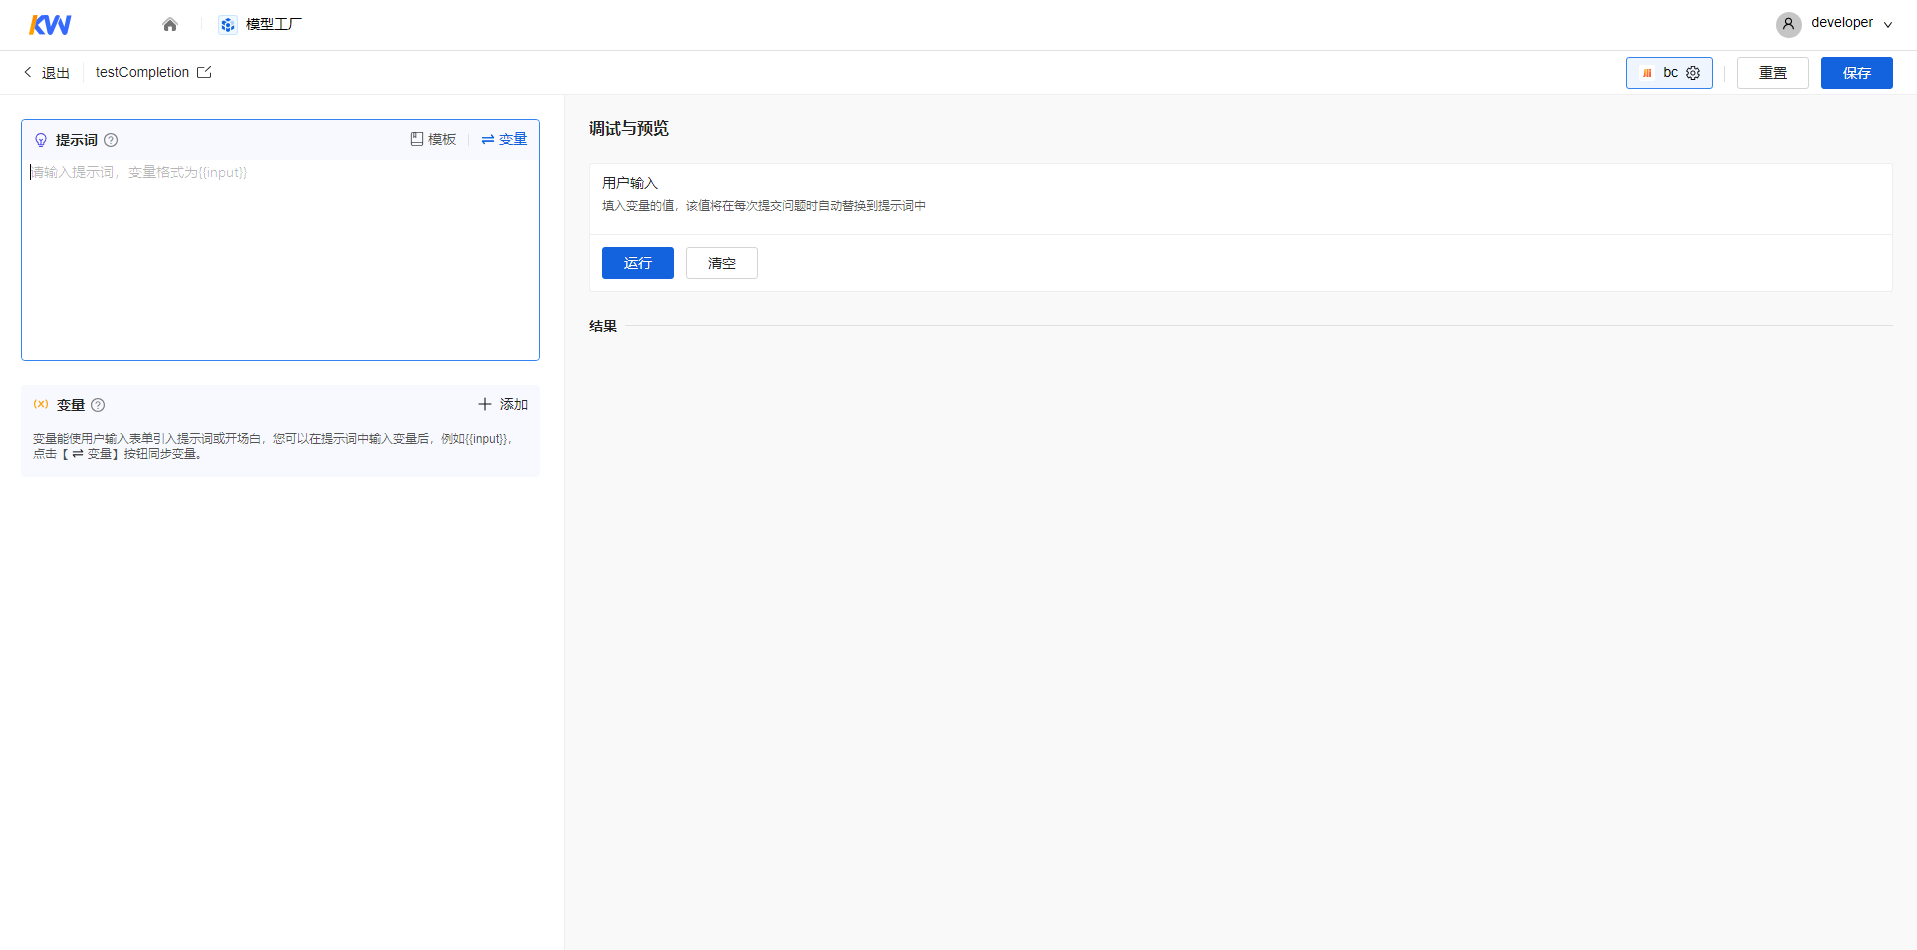 KW
模型工厂
developer
退出
testCompletion
bc
重置
保存
提示词
模板
变量
请输入提示词，变量格式为{{input}}
变量
添加
变量能使用户输入表单引入提示词或开场白，您可以在提示词中输入变量后，例如{{input}}，
点击【⇌ 变量】按钮同步变量。
调试与预览
用户输入
填入变量的值，该值将在每次提交问题时自动替换到提示词中
运行
清空
结果